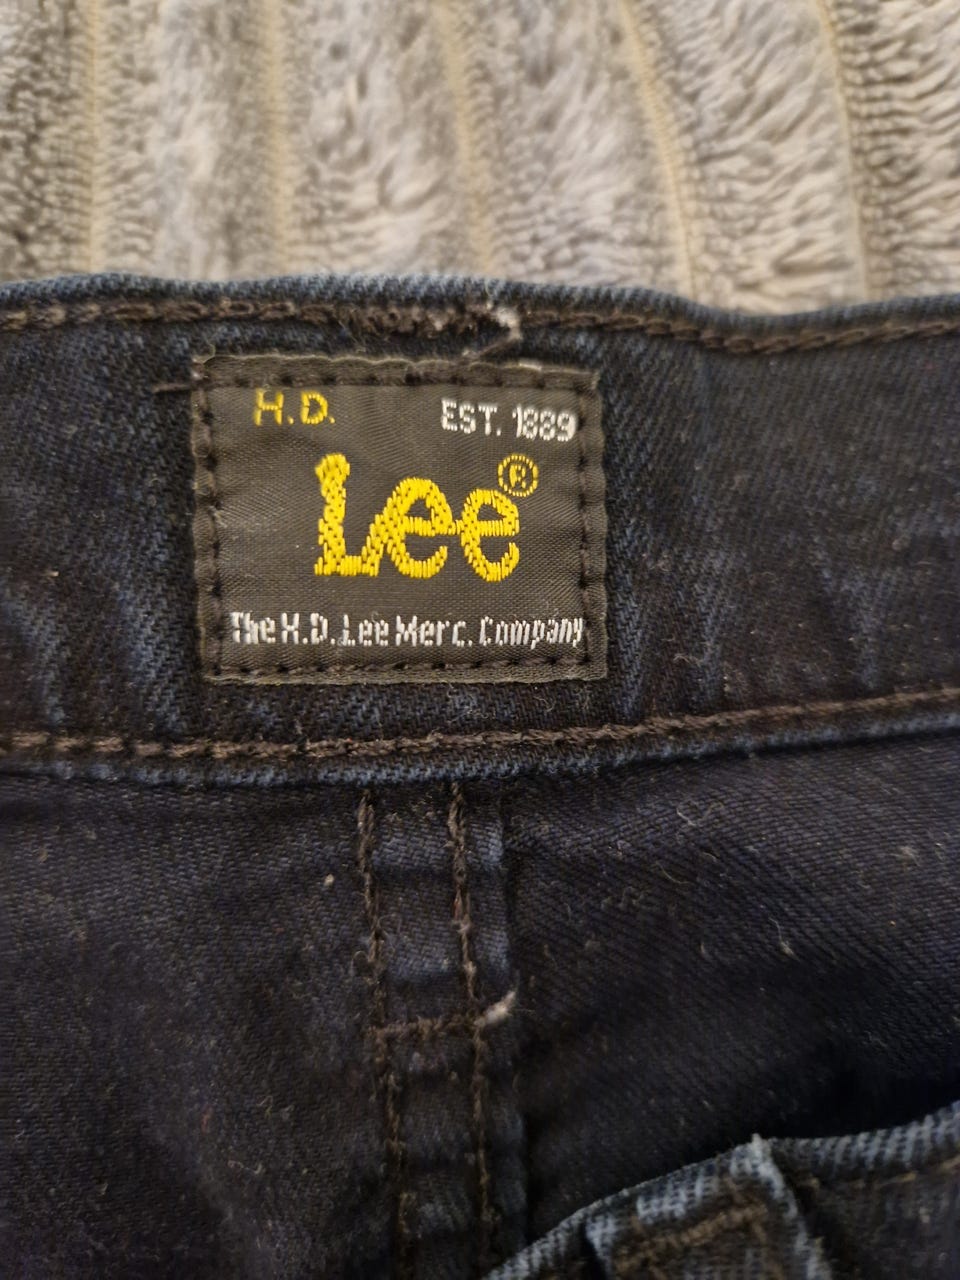 H.D. EST. 1889
Lee®
The H.D. Lee Merc. Company